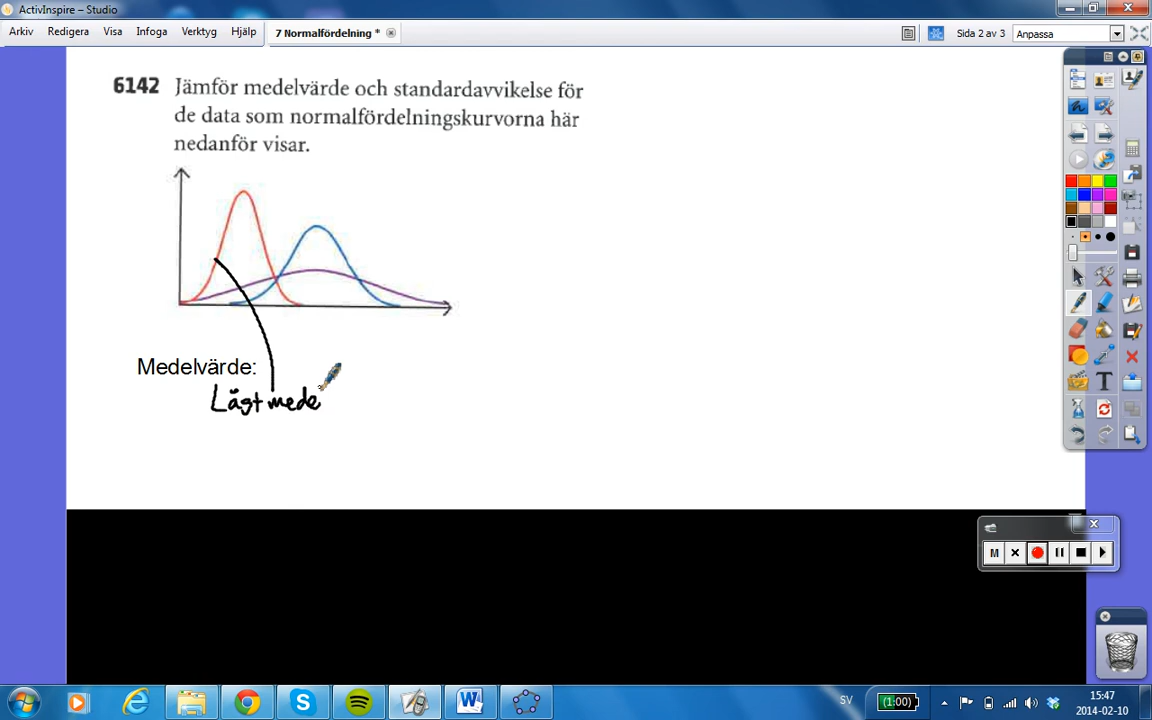 ActivInspire – Studio
Arkiv Redigera Visa Infoga Verktyg Hjälp 7 Normalfördelning * Sida 2 av 3 Anpassa
6142 Jämför medelvärde och standardavvikelse för
de data som normalfördelningskurvorna här
nedanför visar.
Medelvärde:
Lågt mede
M
SV (1:00) 15:47
2014-02-10